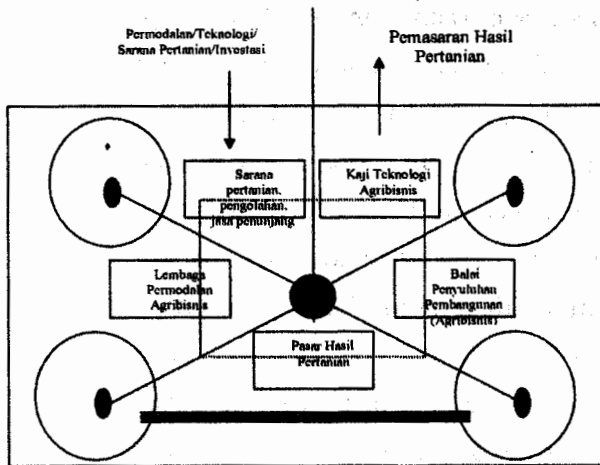 Permodalan/Teknologi/
Sarana Pertanian/Investasi
Pemasaran Hasil
Pertanian
Sarana
pertanian,
pengolahan,
jasa penunjang
Kaji Teknologi
Agribisnis
Lembaga
Permodalan
Agribisnis
Balai
Penyuluhan
Pembangunan
(Agribisnis)
Pasar Hasil
Pertanian